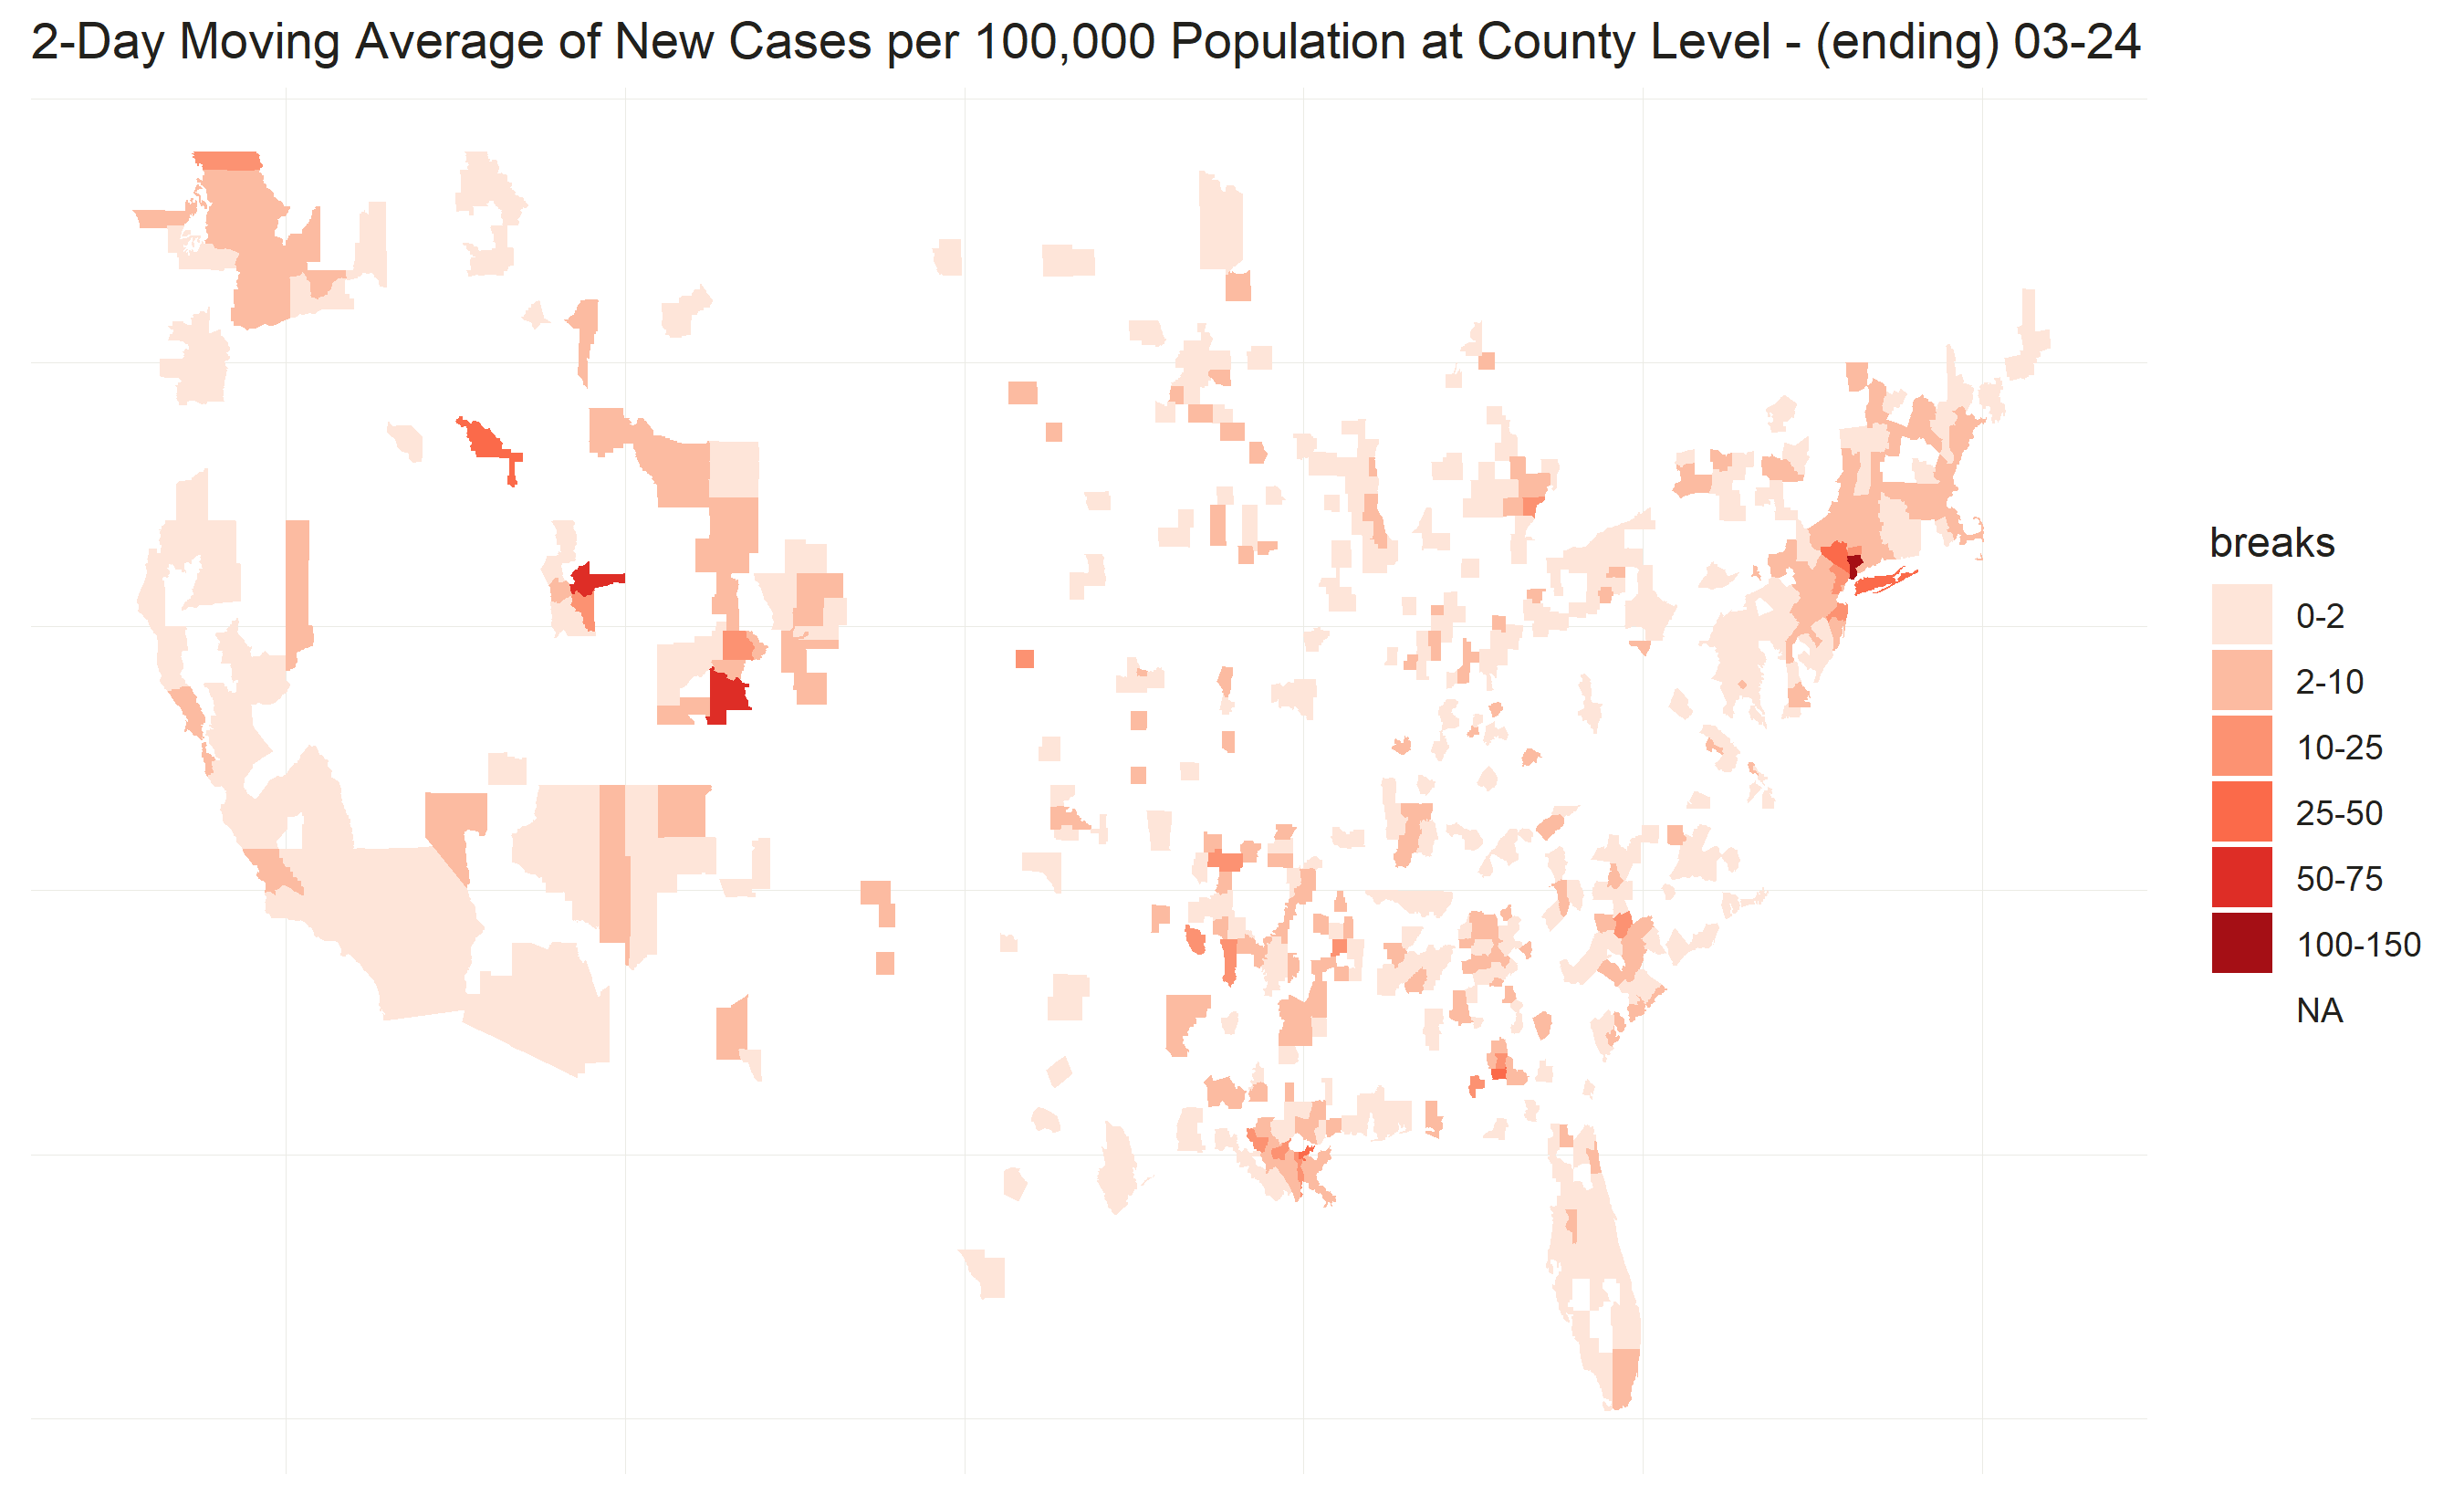 2-Day Moving Average of New Cases per 100,000 Population at County Level - (ending) 03-24
breaks
0-2
2-10
10-25
25-50
50-75
100-150
NA